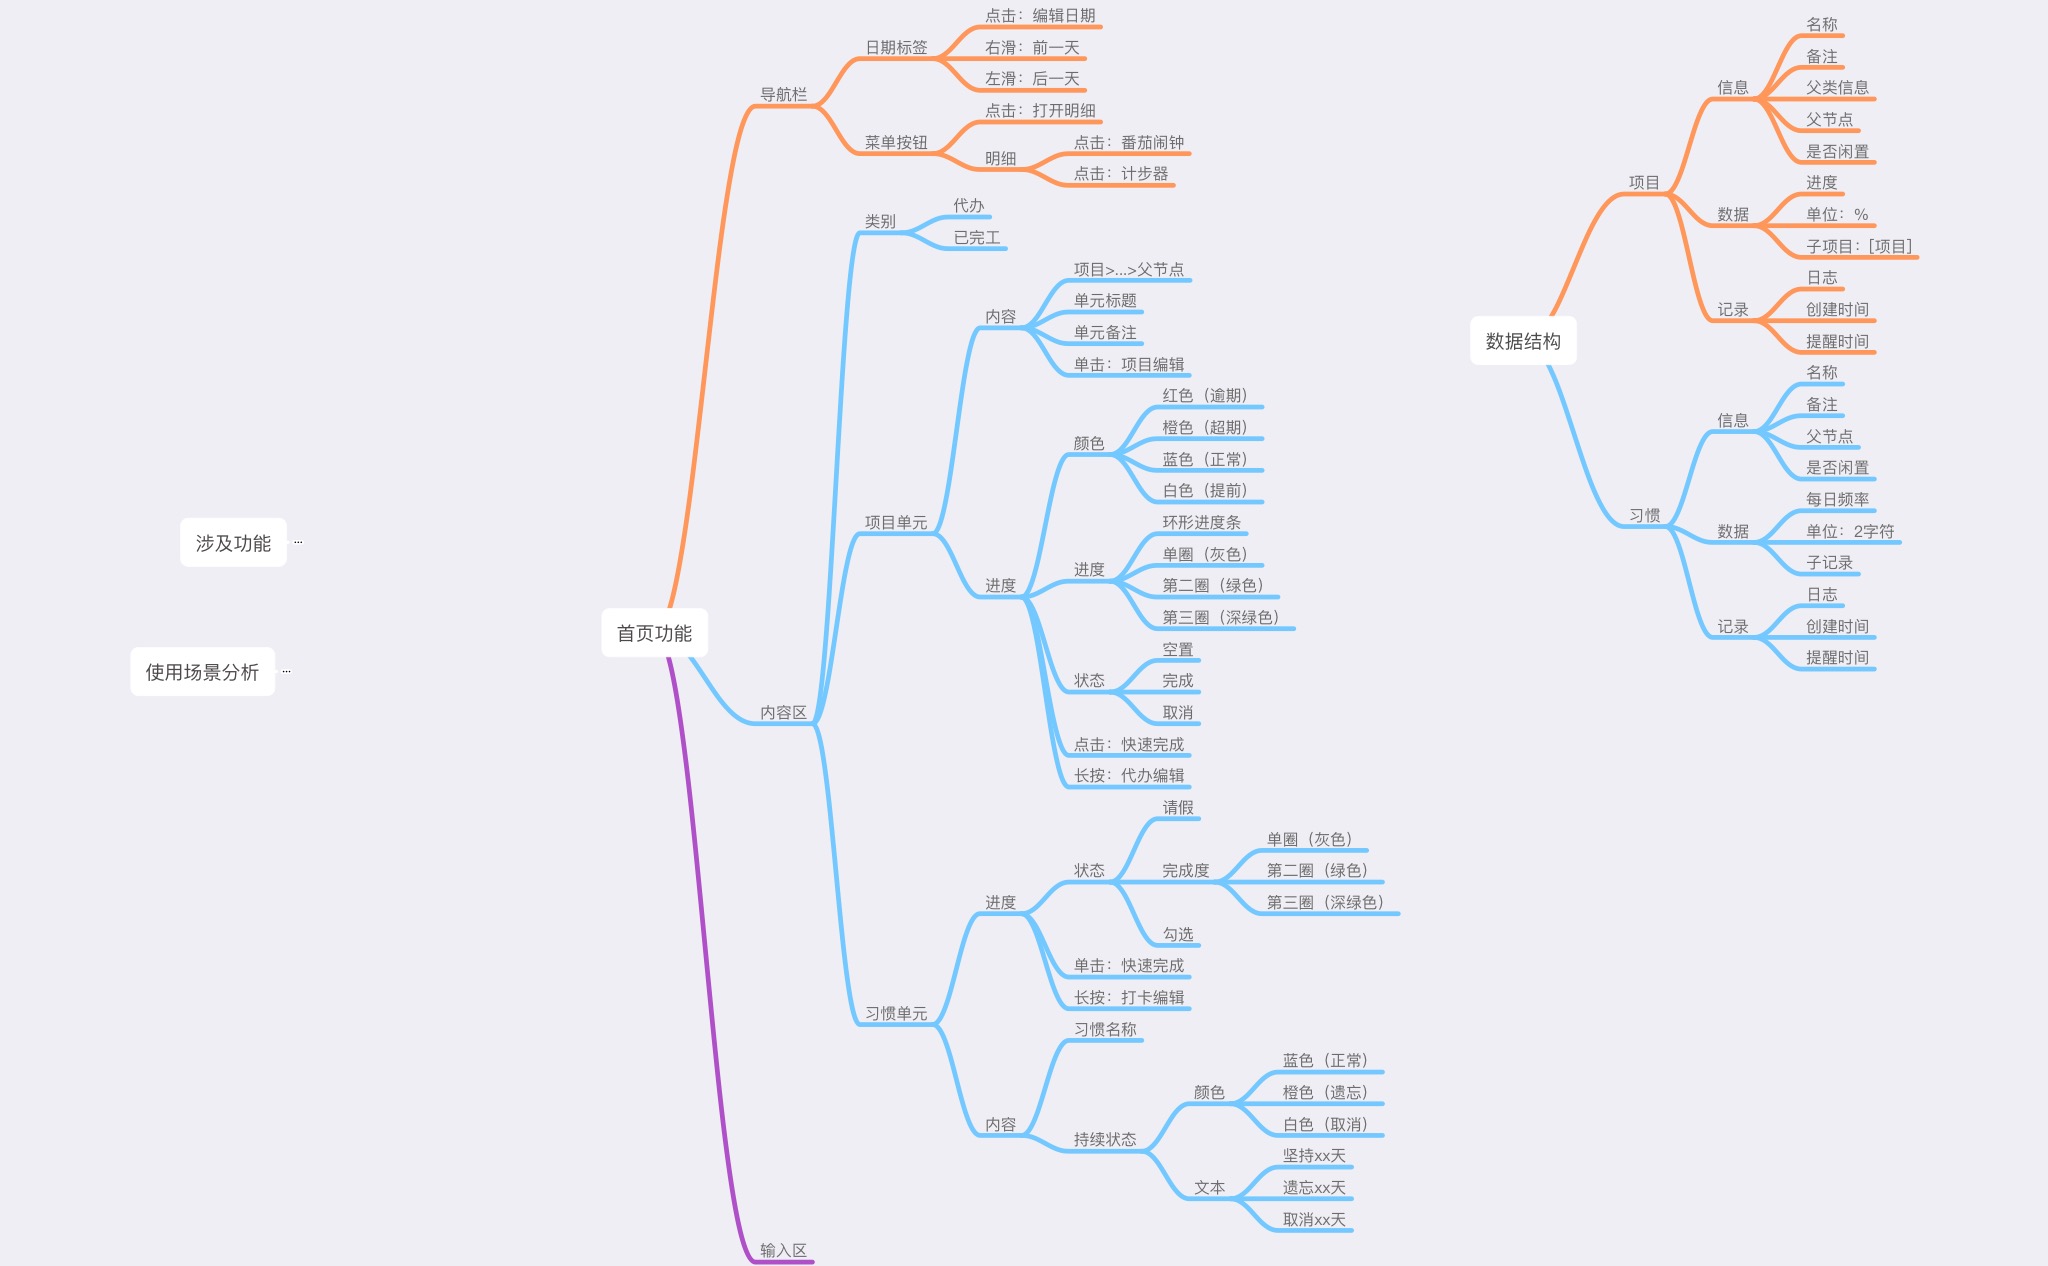 涉及功能
...
使用场景分析
...
首页功能
导航栏
日期标签
点击：编辑日期
右滑：前一天
左滑：后一天
菜单按钮
点击：打开明细
明细
点击：番茄闹钟
点击：计步器
内容区
类别
代办
已完工
项目单元
内容
项目>...>父节点
单元标题
单元备注
单击：项目编辑
进度
颜色
红色（逾期）
橙色（超期）
蓝色（正常）
白色（提前）
进度
环形进度条
单圈（灰色）
第二圈（绿色）
第三圈（深绿色）
状态
空置
完成
取消
点击：快速完成
长按：代办编辑
习惯单元
进度
状态
请假
完成度
单圈（灰色）
第二圈（绿色）
第三圈（深绿色）
勾选
单击：快速完成
长按：打卡编辑
内容
习惯名称
持续状态
颜色
蓝色（正常）
橙色（遗忘）
白色（取消）
文本
坚持xx天
遗忘xx天
取消xx天
输入区
数据结构
项目
信息
名称
备注
父类信息
父节点
是否闲置
数据
进度
单位：%
子项目：[项目]
记录
日志
创建时间
提醒时间
习惯
信息
名称
备注
父节点
是否闲置
数据
每日频率
单位：2字符
子记录
记录
日志
创建时间
提醒时间